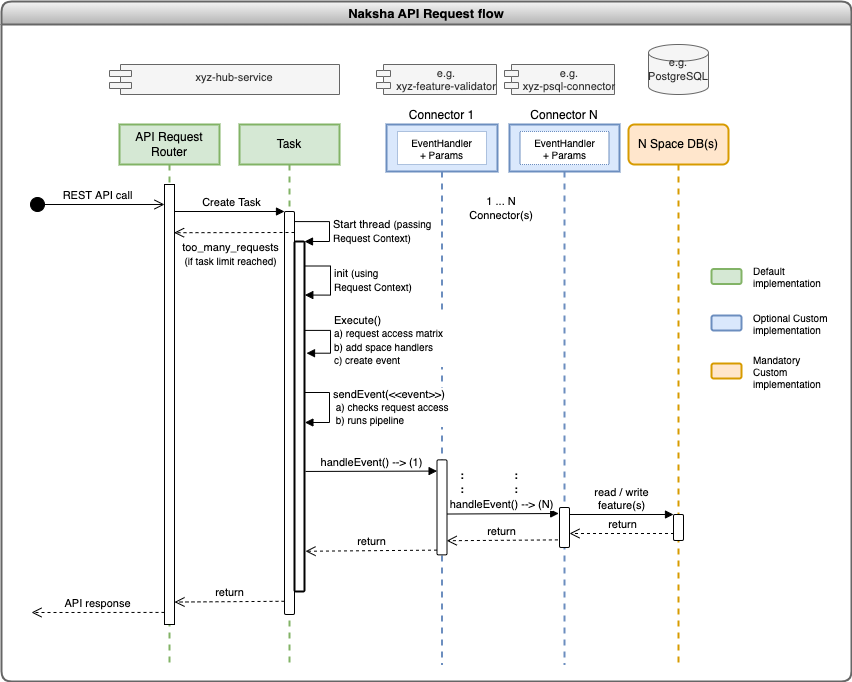 Naksha API Request flow
xyz-hub-service
e.g.
xyz-feature-validator
e.g.
xyz-psql-connector
e.g.
PostgreSQL
Connector 1
Connector N
API Request
Router
Task
EventHandler
+ Params
EventHandler
+ Params
N Space DB(s)
REST API call
Create Task
1 ... N
Connector(s)
Start thread (passing
Request Context)
too_many_requests
(if task limit reached)
init (using
Request Context)
Default
implementation
Execute()
a) request access matrix
b) add space handlers
c) create event
Optional Custom
implementation
Mandatory
Custom
implementation
sendEvent(<<event>>)
a) checks request access
b) runs pipeline
handleEvent() --> (1)
:
:
:
:
handleEvent() --> (N)
read / write
feature(s)
return
return
return
return
API response